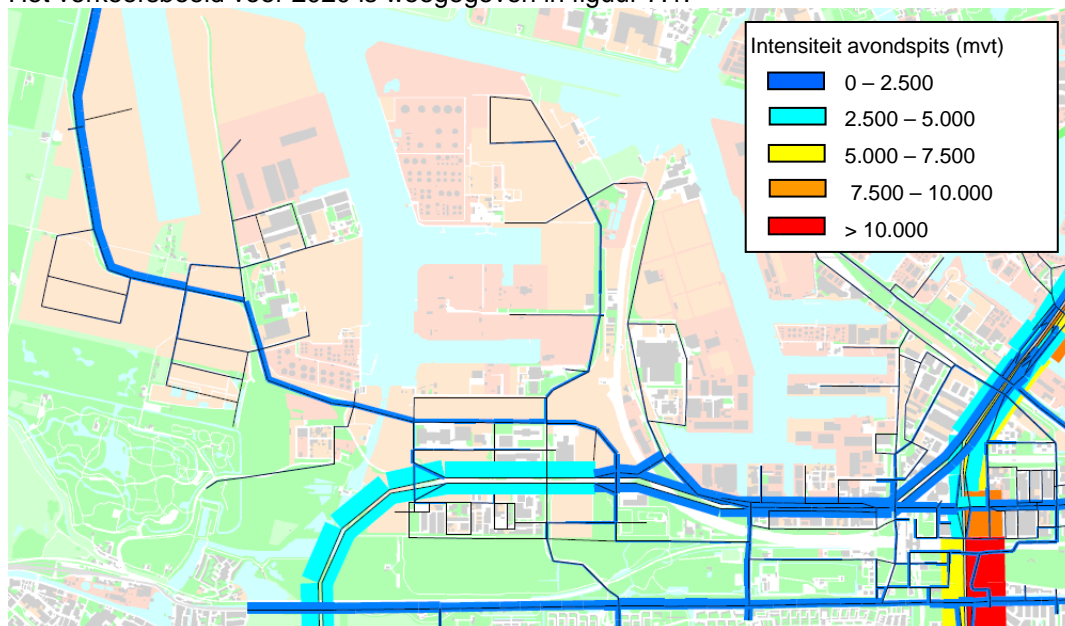 Intensiteit avondspits (mvt)
0 – 2.500
2.500 – 5.000
5.000 – 7.500
7.500 – 10.000
> 10.000